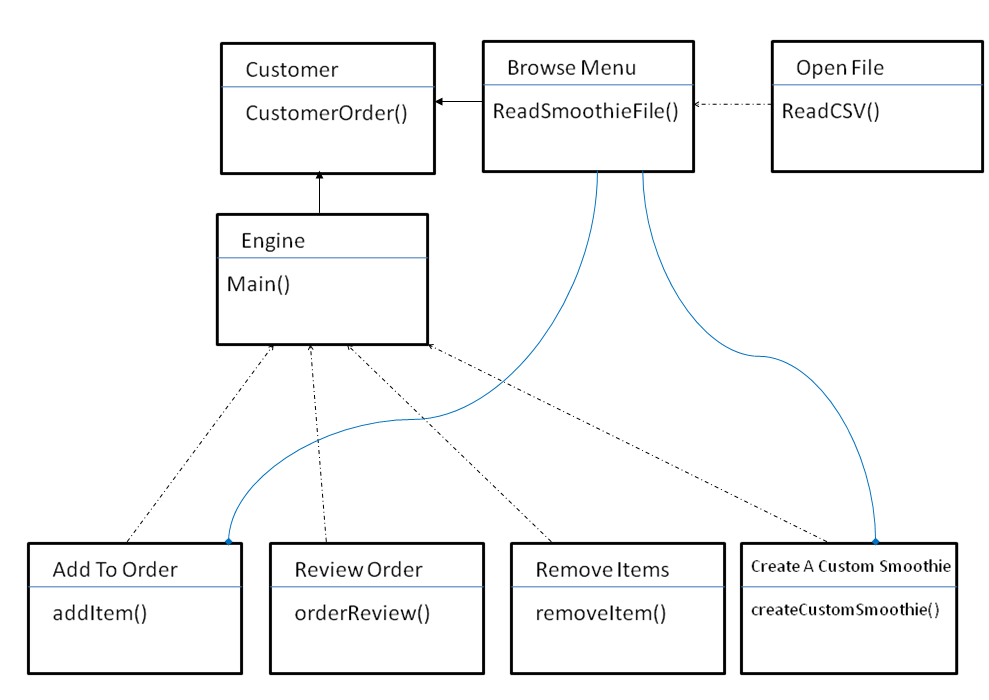 Customer
CustomerOrder()
Browse Menu
ReadSmoothieFile()
Open File
ReadCSV()
Engine
Main()
Add To Order
addItem()
Review Order
orderReview()
Remove Items
removeItem()
Create A Custom Smoothie
createCustomSmoothie()